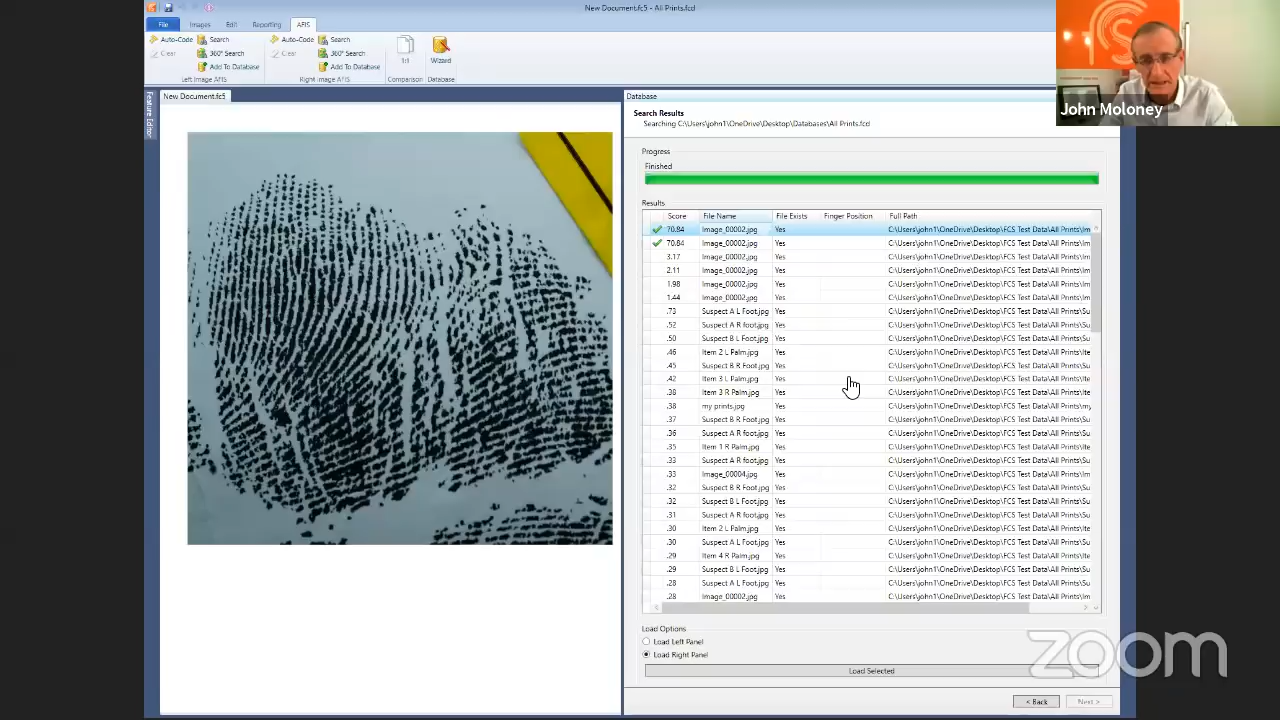 New Document.fc5 - All Prints.fcd
File Images Edit Reporting AFIS
Auto-Code Search Auto-Code Search
Clear 360° Search Clear 360° Search
Add To Database Add To Database 1:1 Wizard
Left Image AFIS Right Image AFIS Comparison Database
Feature Editor
New Document.fc5
Database
Search Results
Searching C:\Users\john1\OneDrive\Desktop\Databases\All Prints.fcd
John Moloney
Progress
Finished
Results
Score File Name File Exists Finger Position Full Path
70.84 Image_00002.jpg Yes C:\Users\john1\OneDrive\Desktop\FCS Test Data\All Prints\Im
70.84 Image_00002.jpg Yes C:\Users\john1\OneDrive\Desktop\FCS Test Data\All Prints\Im
3.17 Image_00002.jpg Yes C:\Users\john1\OneDrive\Desktop\FCS Test Data\All Prints\Im
2.11 Image_00002.jpg Yes C:\Users\john1\OneDrive\Desktop\FCS Test Data\All Prints\Im
1.98 Image_00002.jpg Yes C:\Users\john1\OneDrive\Desktop\FCS Test Data\All Prints\Im
1.44 Image_00002.jpg Yes C:\Users\john1\OneDrive\Desktop\FCS Test Data\All Prints\Im
.73 Suspect A L Foot.jpg Yes C:\Users\john1\OneDrive\Desktop\FCS Test Data\All Prints\Su
.52 Suspect A R foot.jpg Yes C:\Users\john1\OneDrive\Desktop\FCS Test Data\All Prints\Su
.50 Suspect B L Foot.jpg Yes C:\Users\john1\OneDrive\Desktop\FCS Test Data\All Prints\Su
.46 Item 2 L Palm.jpg Yes C:\Users\john1\OneDrive\Desktop\FCS Test Data\All Prints\Ite
.45 Suspect B R Foot.jpg Yes C:\Users\john1\OneDrive\Desktop\FCS Test Data\All Prints\Su
.42 Item 3 L Palm.jpg Yes C:\Users\john1\OneDrive\Desktop\FCS Test Data\All Prints\Ite
.38 Item 3 R Palm.jpg Yes C:\Users\john1\OneDrive\Desktop\FCS Test Data\All Prints\Ite
.38 my prints.jpg Yes C:\Users\john1\OneDrive\Desktop\FCS Test Data\All Prints\my
.37 Suspect B R Foot.jpg Yes C:\Users\john1\OneDrive\Desktop\FCS Test Data\All Prints\Su
.36 Suspect A R foot.jpg Yes C:\Users\john1\OneDrive\Desktop\FCS Test Data\All Prints\Su
.35 Item 1 R Palm.jpg Yes C:\Users\john1\OneDrive\Desktop\FCS Test Data\All Prints\Ite
.33 Suspect A R foot.jpg Yes C:\Users\john1\OneDrive\Desktop\FCS Test Data\All Prints\Su
.33 Image_00004.jpg Yes C:\Users\john1\OneDrive\Desktop\FCS Test Data\All Prints\Im
.32 Suspect B R Foot.jpg Yes C:\Users\john1\OneDrive\Desktop\FCS Test Data\All Prints\Su
.32 Suspect B L Foot.jpg Yes C:\Users\john1\OneDrive\Desktop\FCS Test Data\All Prints\Su
.31 Suspect A R foot.jpg Yes C:\Users\john1\OneDrive\Desktop\FCS Test Data\All Prints\Su
.30 Item 2 L Palm.jpg Yes C:\Users\john1\OneDrive\Desktop\FCS Test Data\All Prints\Ite
.30 Suspect A L Foot.jpg Yes C:\Users\john1\OneDrive\Desktop\FCS Test Data\All Prints\Su
.29 Item 4 R Palm.jpg Yes C:\Users\john1\OneDrive\Desktop\FCS Test Data\All Prints\Ite
.29 Suspect B L Foot.jpg Yes C:\Users\john1\OneDrive\Desktop\FCS Test Data\All Prints\Su
.28 Suspect A L Foot.jpg Yes C:\Users\john1\OneDrive\Desktop\FCS Test Data\All Prints\Su
.28 Image_00002.jpg Yes C:\Users\john1\OneDrive\Desktop\FCS Test Data\All Prints\Im
Load Options
Load Left Panel
Load Right Panel
Load Selected
zoom
< Back Next >